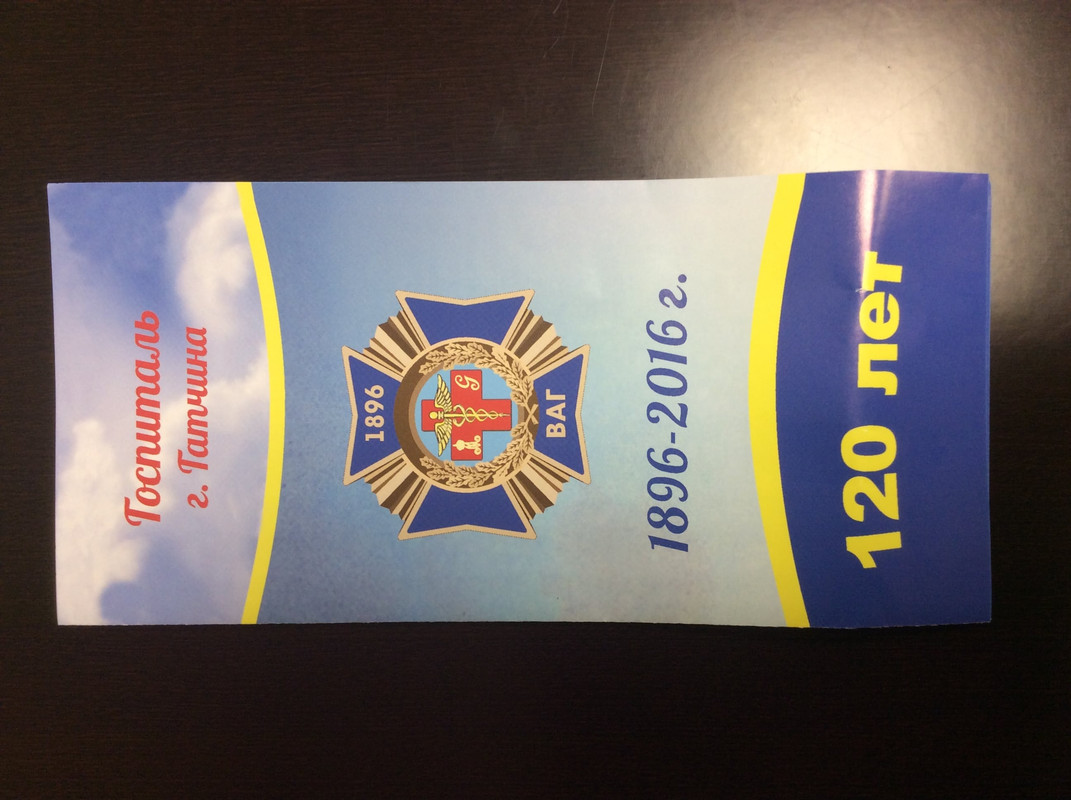 Госпиталь
г. Гатчина
1896
G
ВАГ
1896-2016 г.
120 лет